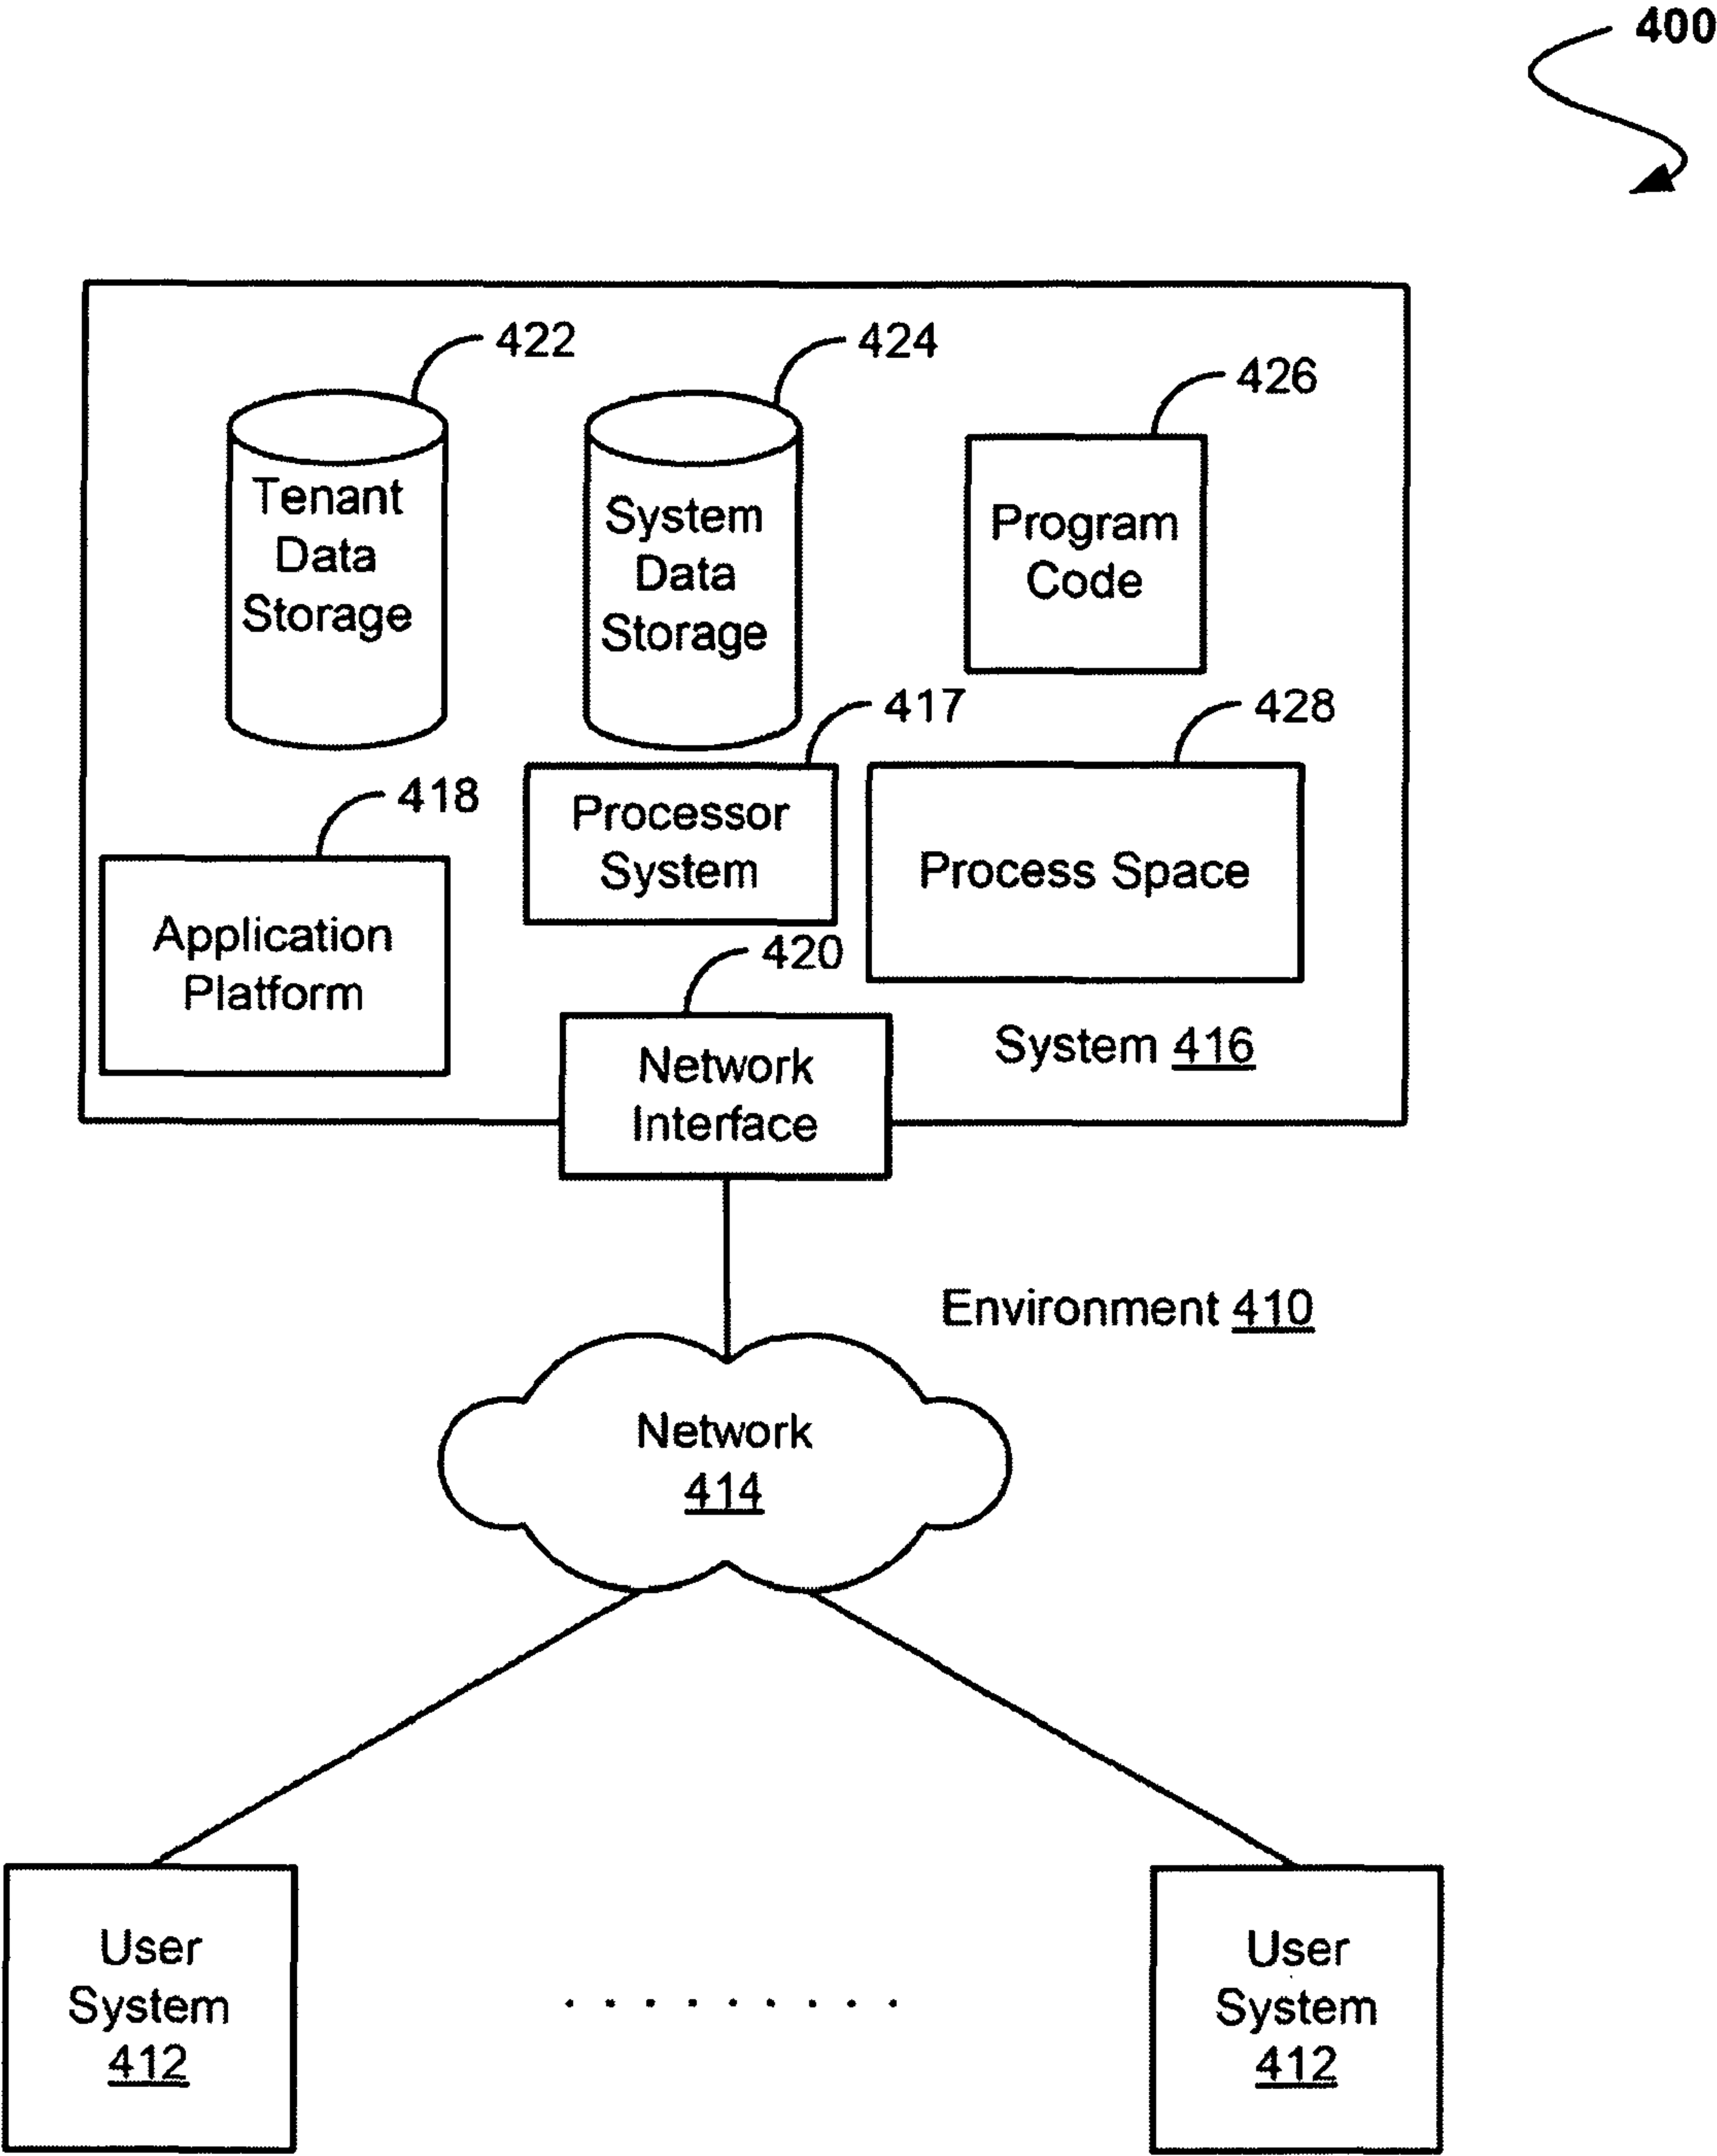 400
422
424
426
Tenant
Data
Storage
System
Data
Storage
Program
Code
417
428
418
Processor
System
Process Space
Application
Platform
420
Network
Interface
System 416
Environment 410
Network
414
User
System
412
User
System
412